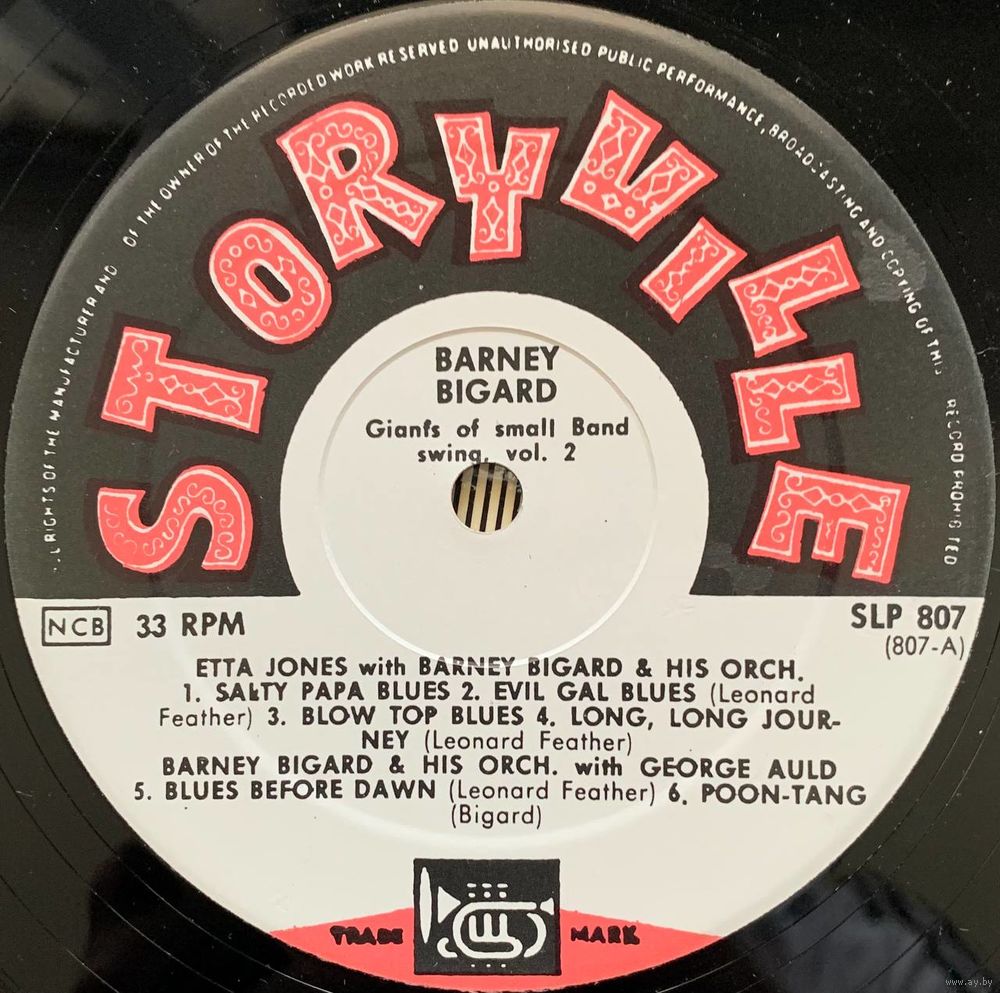 ALL RIGHTS OF THE MANUFACTURER AND OF THE OWNER OF THE RECORDED WORK RESERVED UNAUTHORISED PUBLIC PERFORMANCE, BROADCASTING AND COPYING OF THIS RECORD PROHIBITED
STORYVILLE
BARNEY
BIGARD
Gianfs of small Band
swing, vol. 2
NCB 33 RPM
SLP 807
(807-A)
ETTA JONES with BARNEY BIGARD & HIS ORCH.
1. SALTY PAPA BLUES 2. EVIL GAL BLUES (Leonard
Feather) 3. BLOW TOP BLUES 4. LONG, LONG JOUR-
NEY (Leonard Feather)
BARNEY BIGARD & HIS ORCH. with GEORGE AULD
5. BLUES BEFORE DAWN (Leonard Feather) 6. POON-TANG
(Bigard)
TRADE MARK
www.ay.by